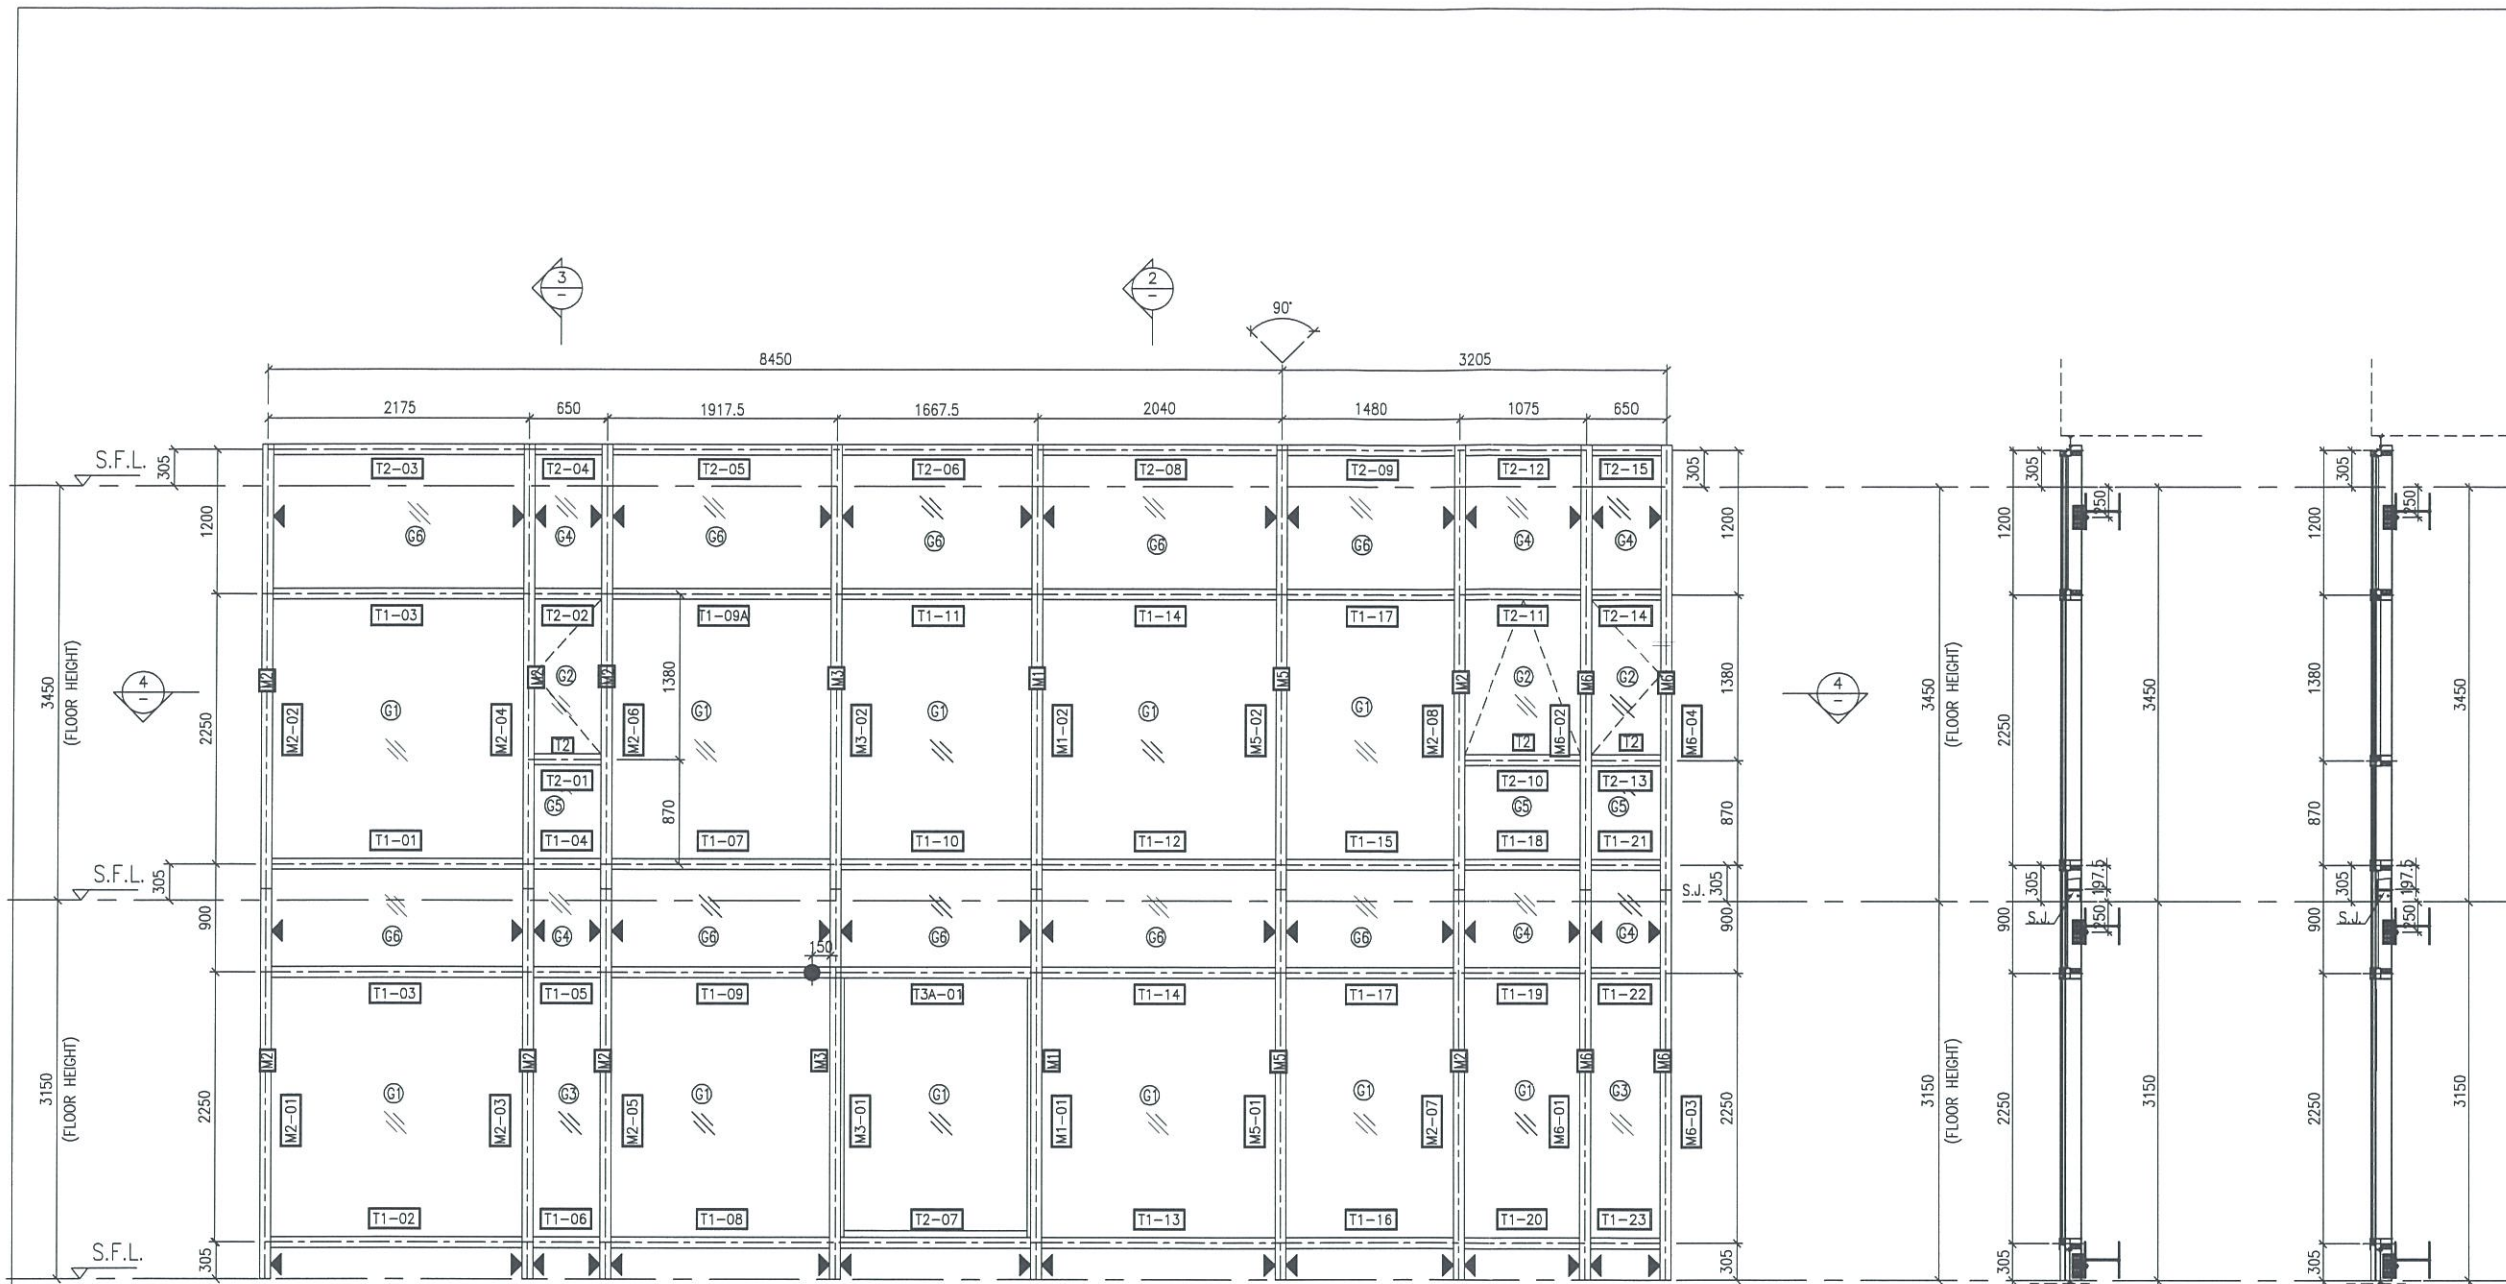 3
–
2
–
90°
8450
3205
2175
650
1917.5
1667.5
2040
1480
1075
650
S.F.L.
305
T2-03
T2-04
T2-05
T2-06
T2-08
T2-09
T2-12
T2-15
305
305
250
305
250
1200
G6
G4
G6
G6
G6
G6
G4
G4
1200
1200
1200
T1-03
T2-02
T1-09A
T1-11
T1-14
T1-17
T2-11
T2-14
3450
(FLOOR HEIGHT)
4
–
2250
M2
M2-02
G1
M2-04
M2
G2
M2
M2-06
1380
G1
M3
M3-02
G1
M1
M1-02
G1
M5-02
M5
G1
M2-08
M2
G2
M6-02
M6
G2
M6
M6-04
1380
4
–
3450
(FLOOR HEIGHT)
2250
3450
1380
3450
T2
T2
T2
T2-01
T2-10
T2-13
G5
G5
G5
870
870
870
T1-01
T1-04
T1-07
T1-10
T1-12
T1-15
T1-18
T1-21
S.F.L.
305
S.J.
305
305
197.5
305
197.5
S.J.
250
S.J.
250
900
G6
G4
G6
G6
G6
G6
G4
G4
900
900
900
150
T1-03
T1-05
T1-09
T3A-01
T1-14
T1-17
T1-19
T1-22
3150
(FLOOR HEIGHT)
2250
M2
M2
M2
M3
M1
M5
M2
M6
M6
M2-01
G1
M2-03
G3
M2-05
G1
M3-01
G1
M1-01
G1
M5-01
G1
M2-07
G1
M6-01
G3
M6-03
2250
3150
(FLOOR HEIGHT)
2250
3150
2250
3150
T1-02
T1-06
T1-08
T2-07
T1-13
T1-16
T1-20
T1-23
S.F.L.
305
305
305
305